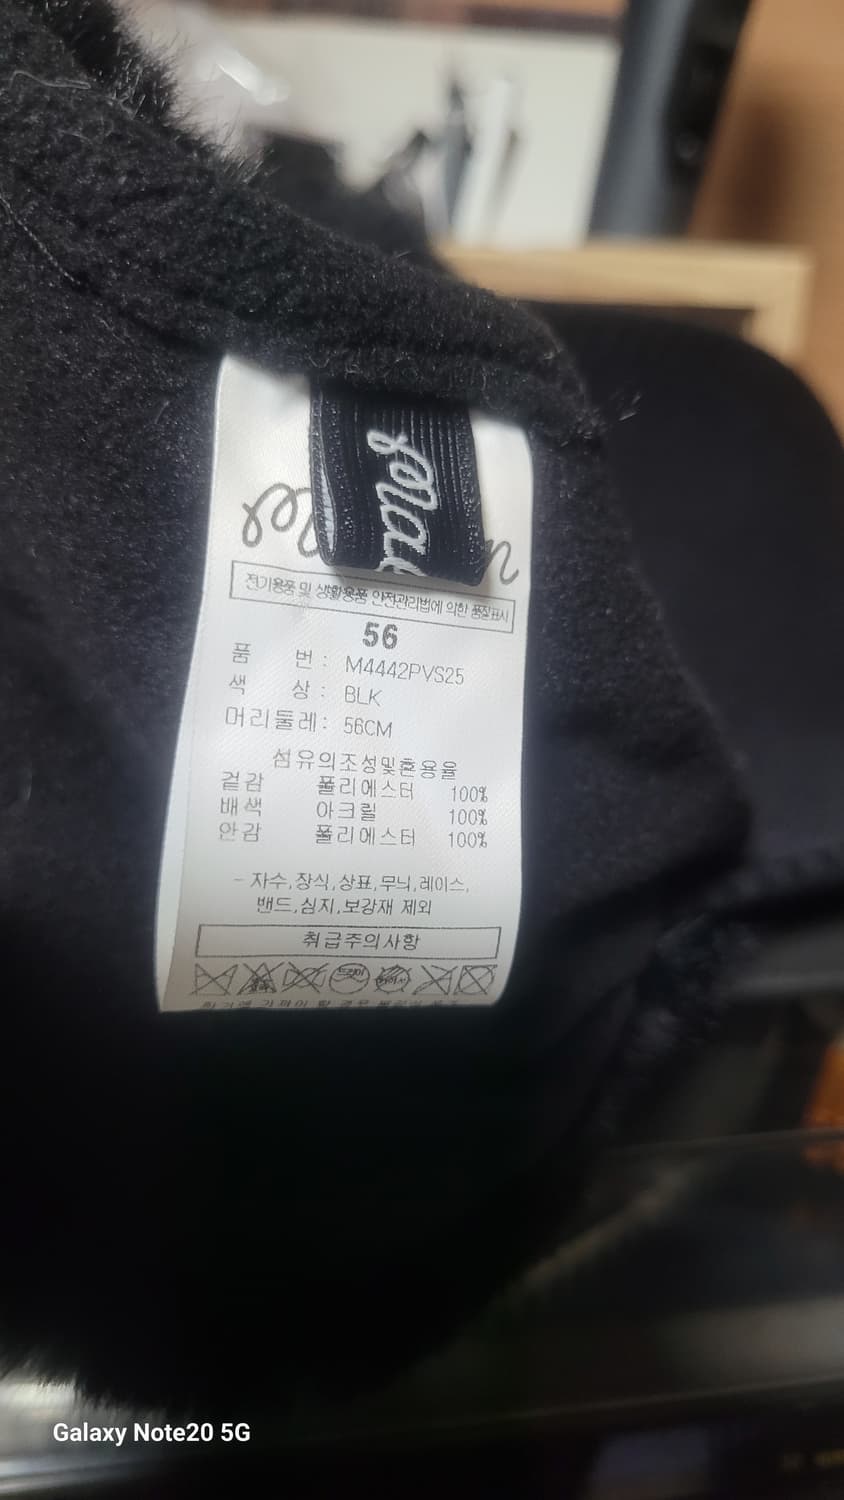 전기용품 및 생활용품 안전관리법에 의한 품질표시
56
품 번 : M4442PVS25
색 상 : BLK
머리둘레: 56CM
섬유의조성및혼용율
겉감 폴리에스터 100%
배색 아크릴 100%
안감 폴리에스터 100%
- 자수,장식,상표,무늬,레이스,
밴드,심지,보강재 제외
취급주의사항
드라이
Galaxy Note20 5G